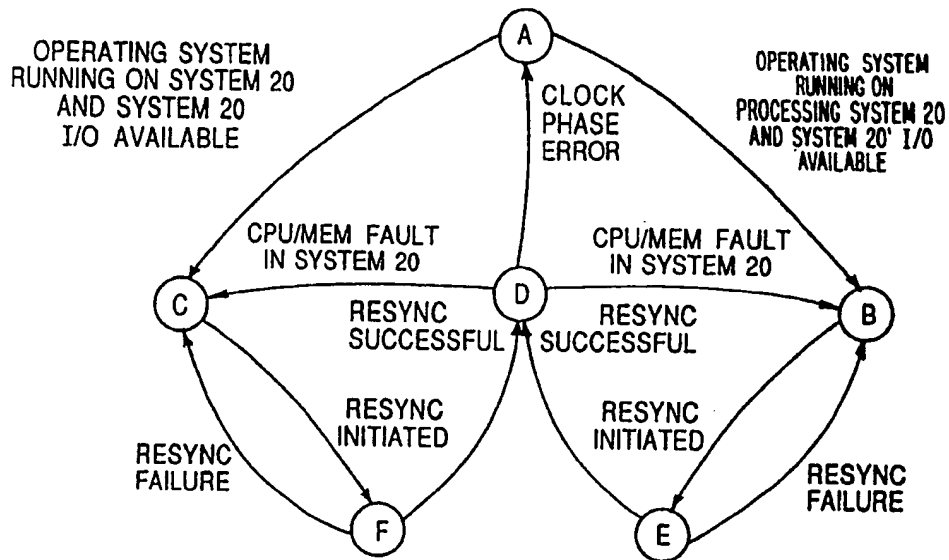 A
OPERATING SYSTEM
RUNNING ON SYSTEM 20
AND SYSTEM 20
I/O AVAILABLE
CLOCK
PHASE
ERROR
OPERATING SYSTEM
RUNNING ON
PROCESSING SYSTEM 20
AND SYSTEM 20' I/O
AVAILABLE
CPU/MEM FAULT
IN SYSTEM 20
CPU/MEM FAULT
IN SYSTEM 20
C
D
B
RESYNC
SUCCESSFUL
RESYNC
SUCCESSFUL
RESYNC
INITIATED
RESYNC
INITIATED
RESYNC
FAILURE
RESYNC
FAILURE
F
E